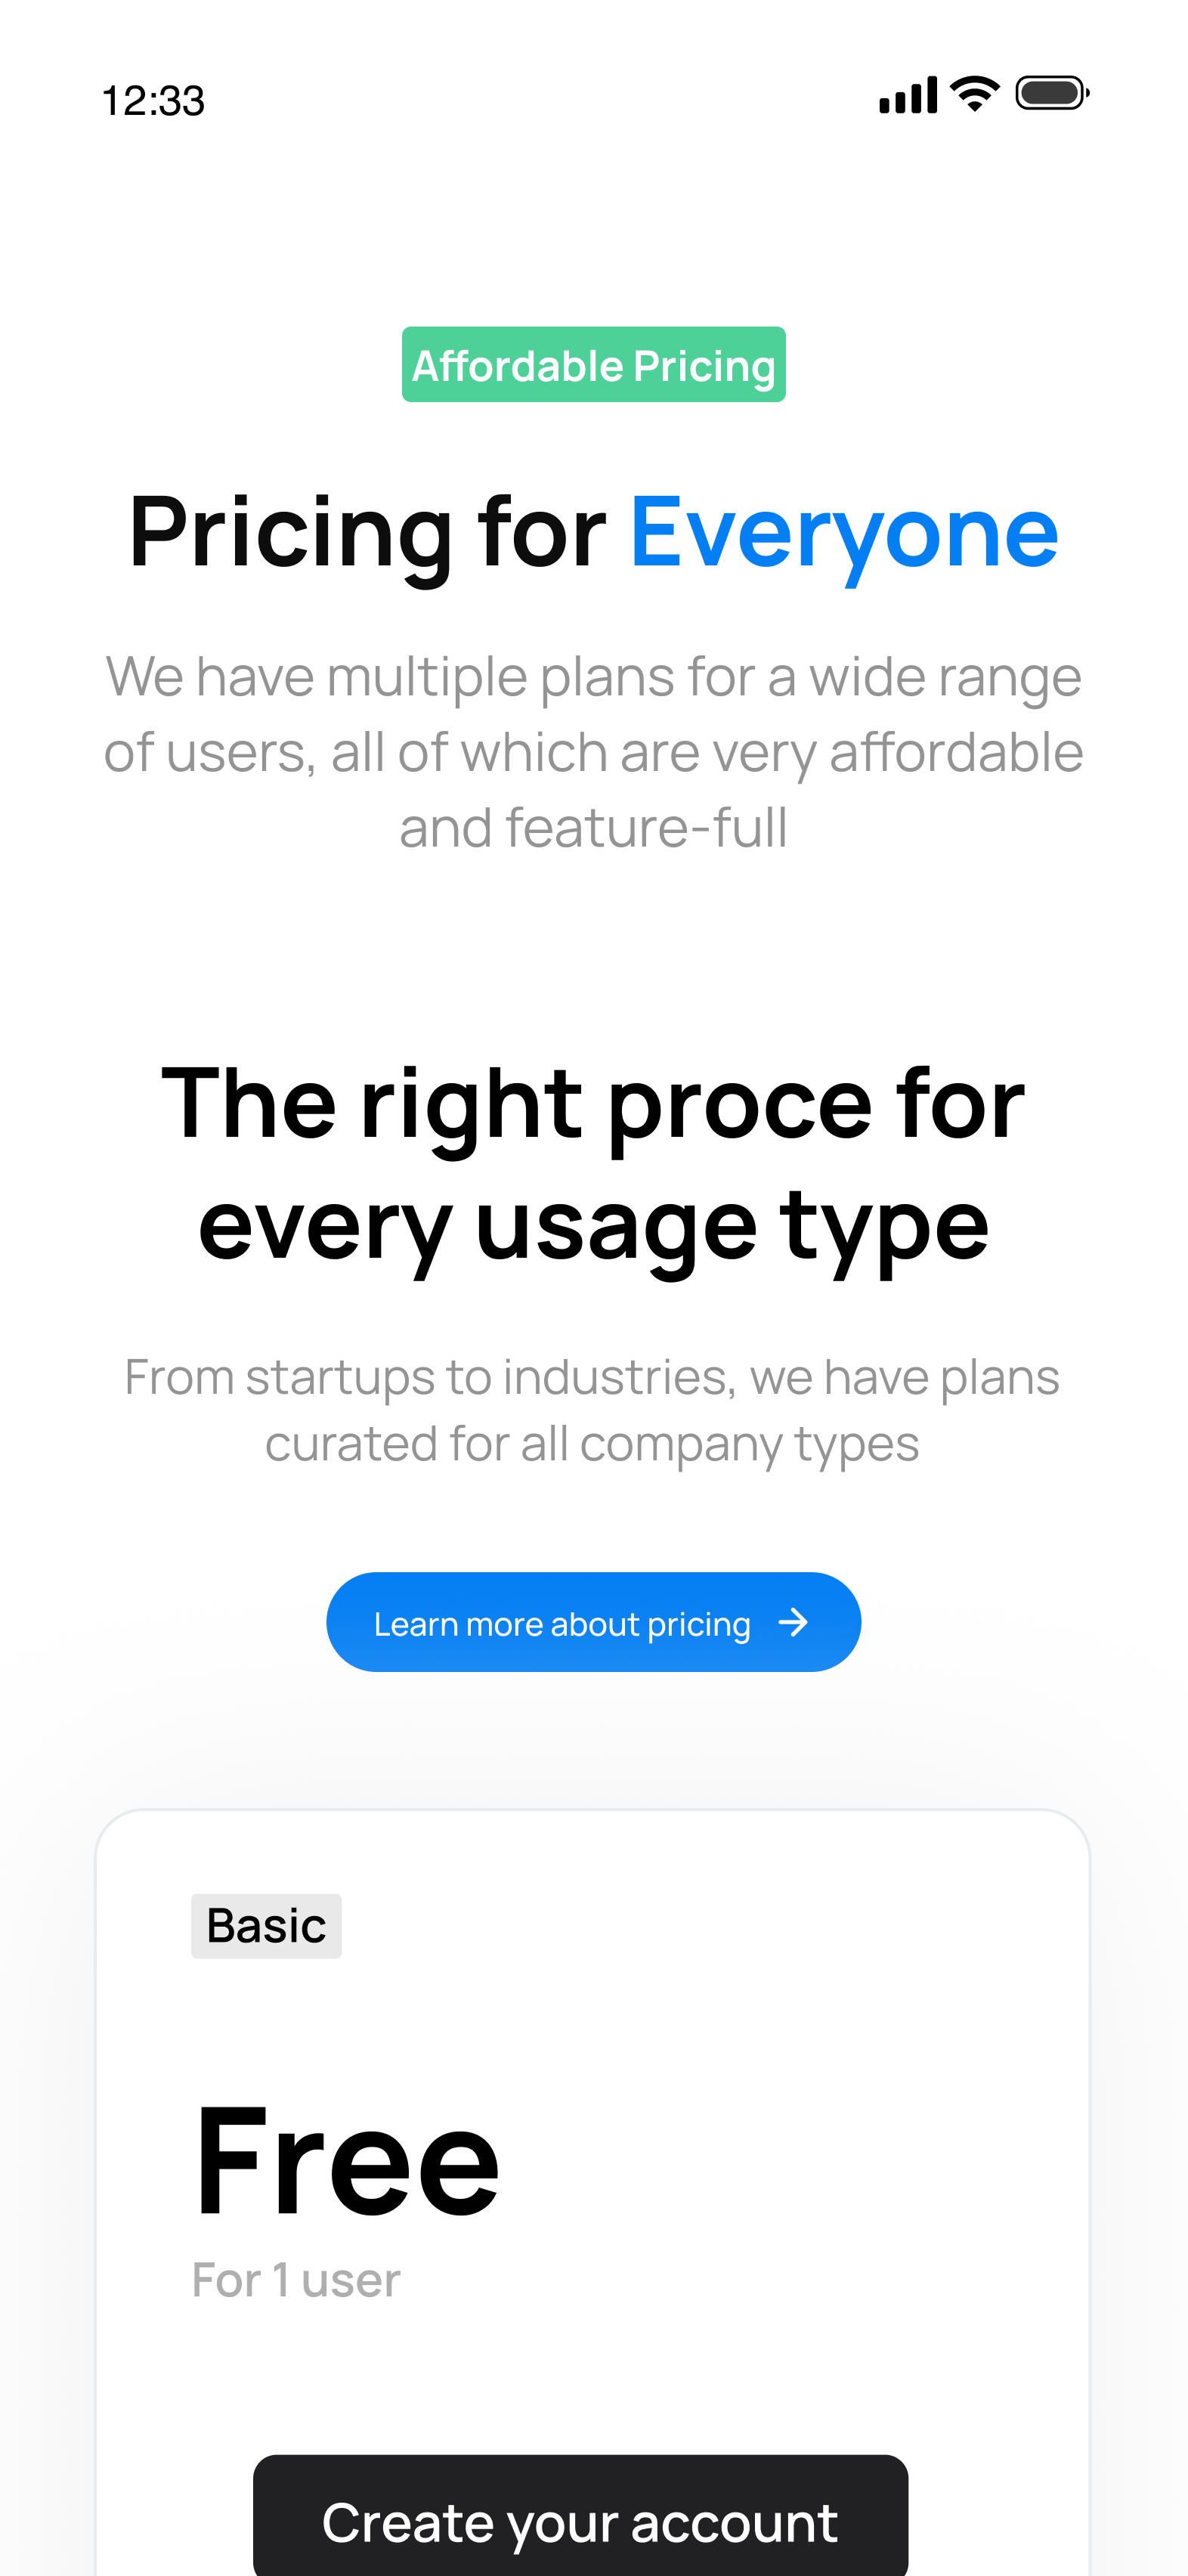 12:33
Affordable Pricing
Pricing for Everyone
We have multiple plans for a wide range
of users, all of which are very affordable
and feature-full
The right proce for
every usage type
From startups to industries, we have plans
curated for all company types
Learn more about pricing
Basic
Free
For 1 user
Create your account